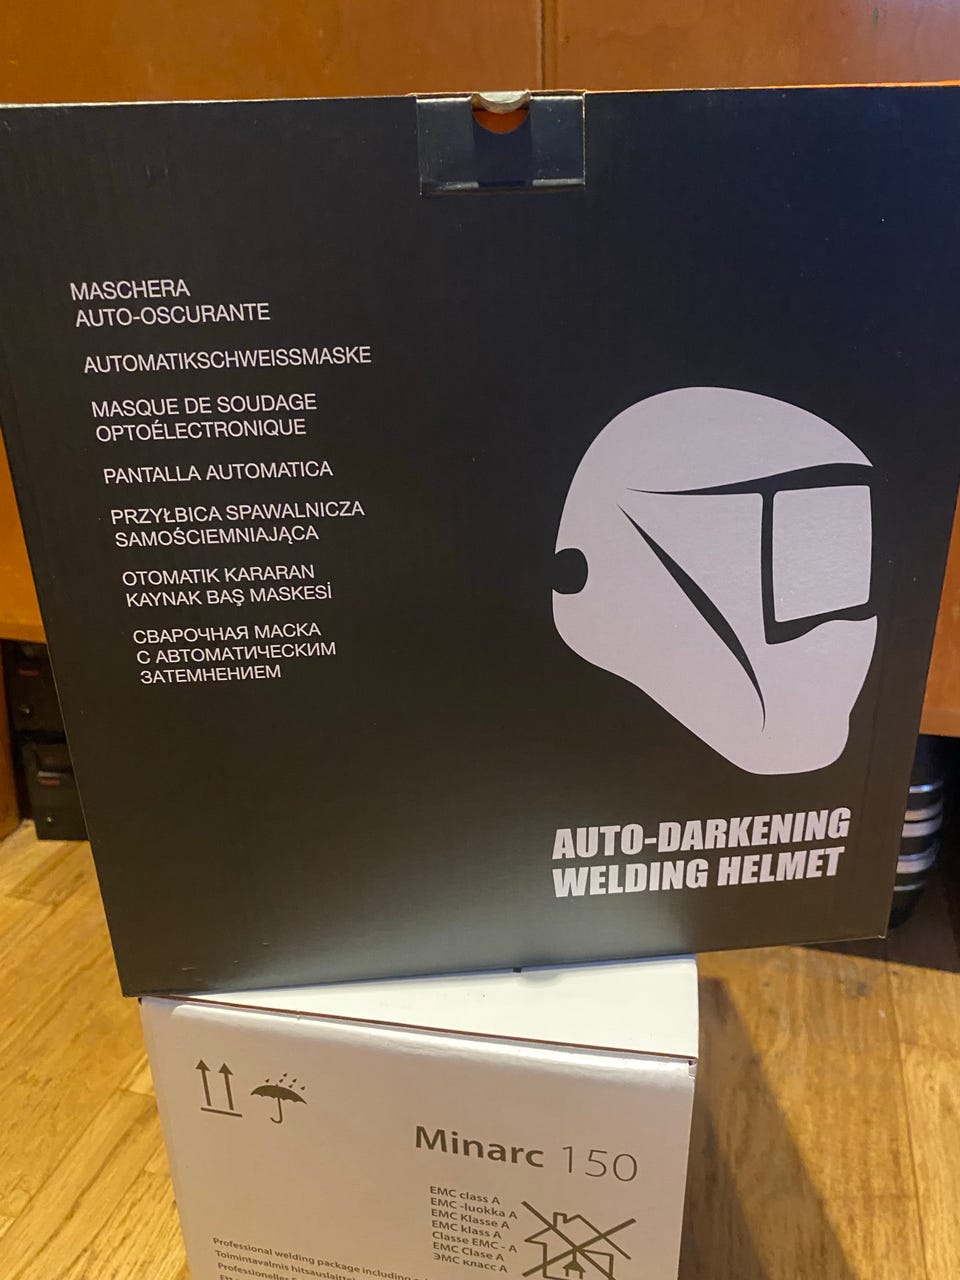 MASCHERA
AUTO-OSCURANTE
AUTOMATIKSCHWEISSMASKE
MASQUE DE SOUDAGE
OPTOÉLECTRONIQUE
PANTALLA AUTOMATICA
PRZYŁBICA SPAWALNICZA
SAMOŚCIEMNIAJĄCA
OTOMATIK KARARAN
KAYNAK BAŞ MASKESİ
СВАРОЧНАЯ МАСКА
С АВТОМАТИЧЕСКИМ
ЗАТЕМНЕНИЕМ
AUTO-DARKENING
WELDING HELMET
Minarc 150
EMC class A
EMC -luokka A
EMC Klasse A
EMC klass A
Classe EMC - A
EMC Clase A
ЭМС класс A
Professional welding package including
Toimintavalmis
Professionelles